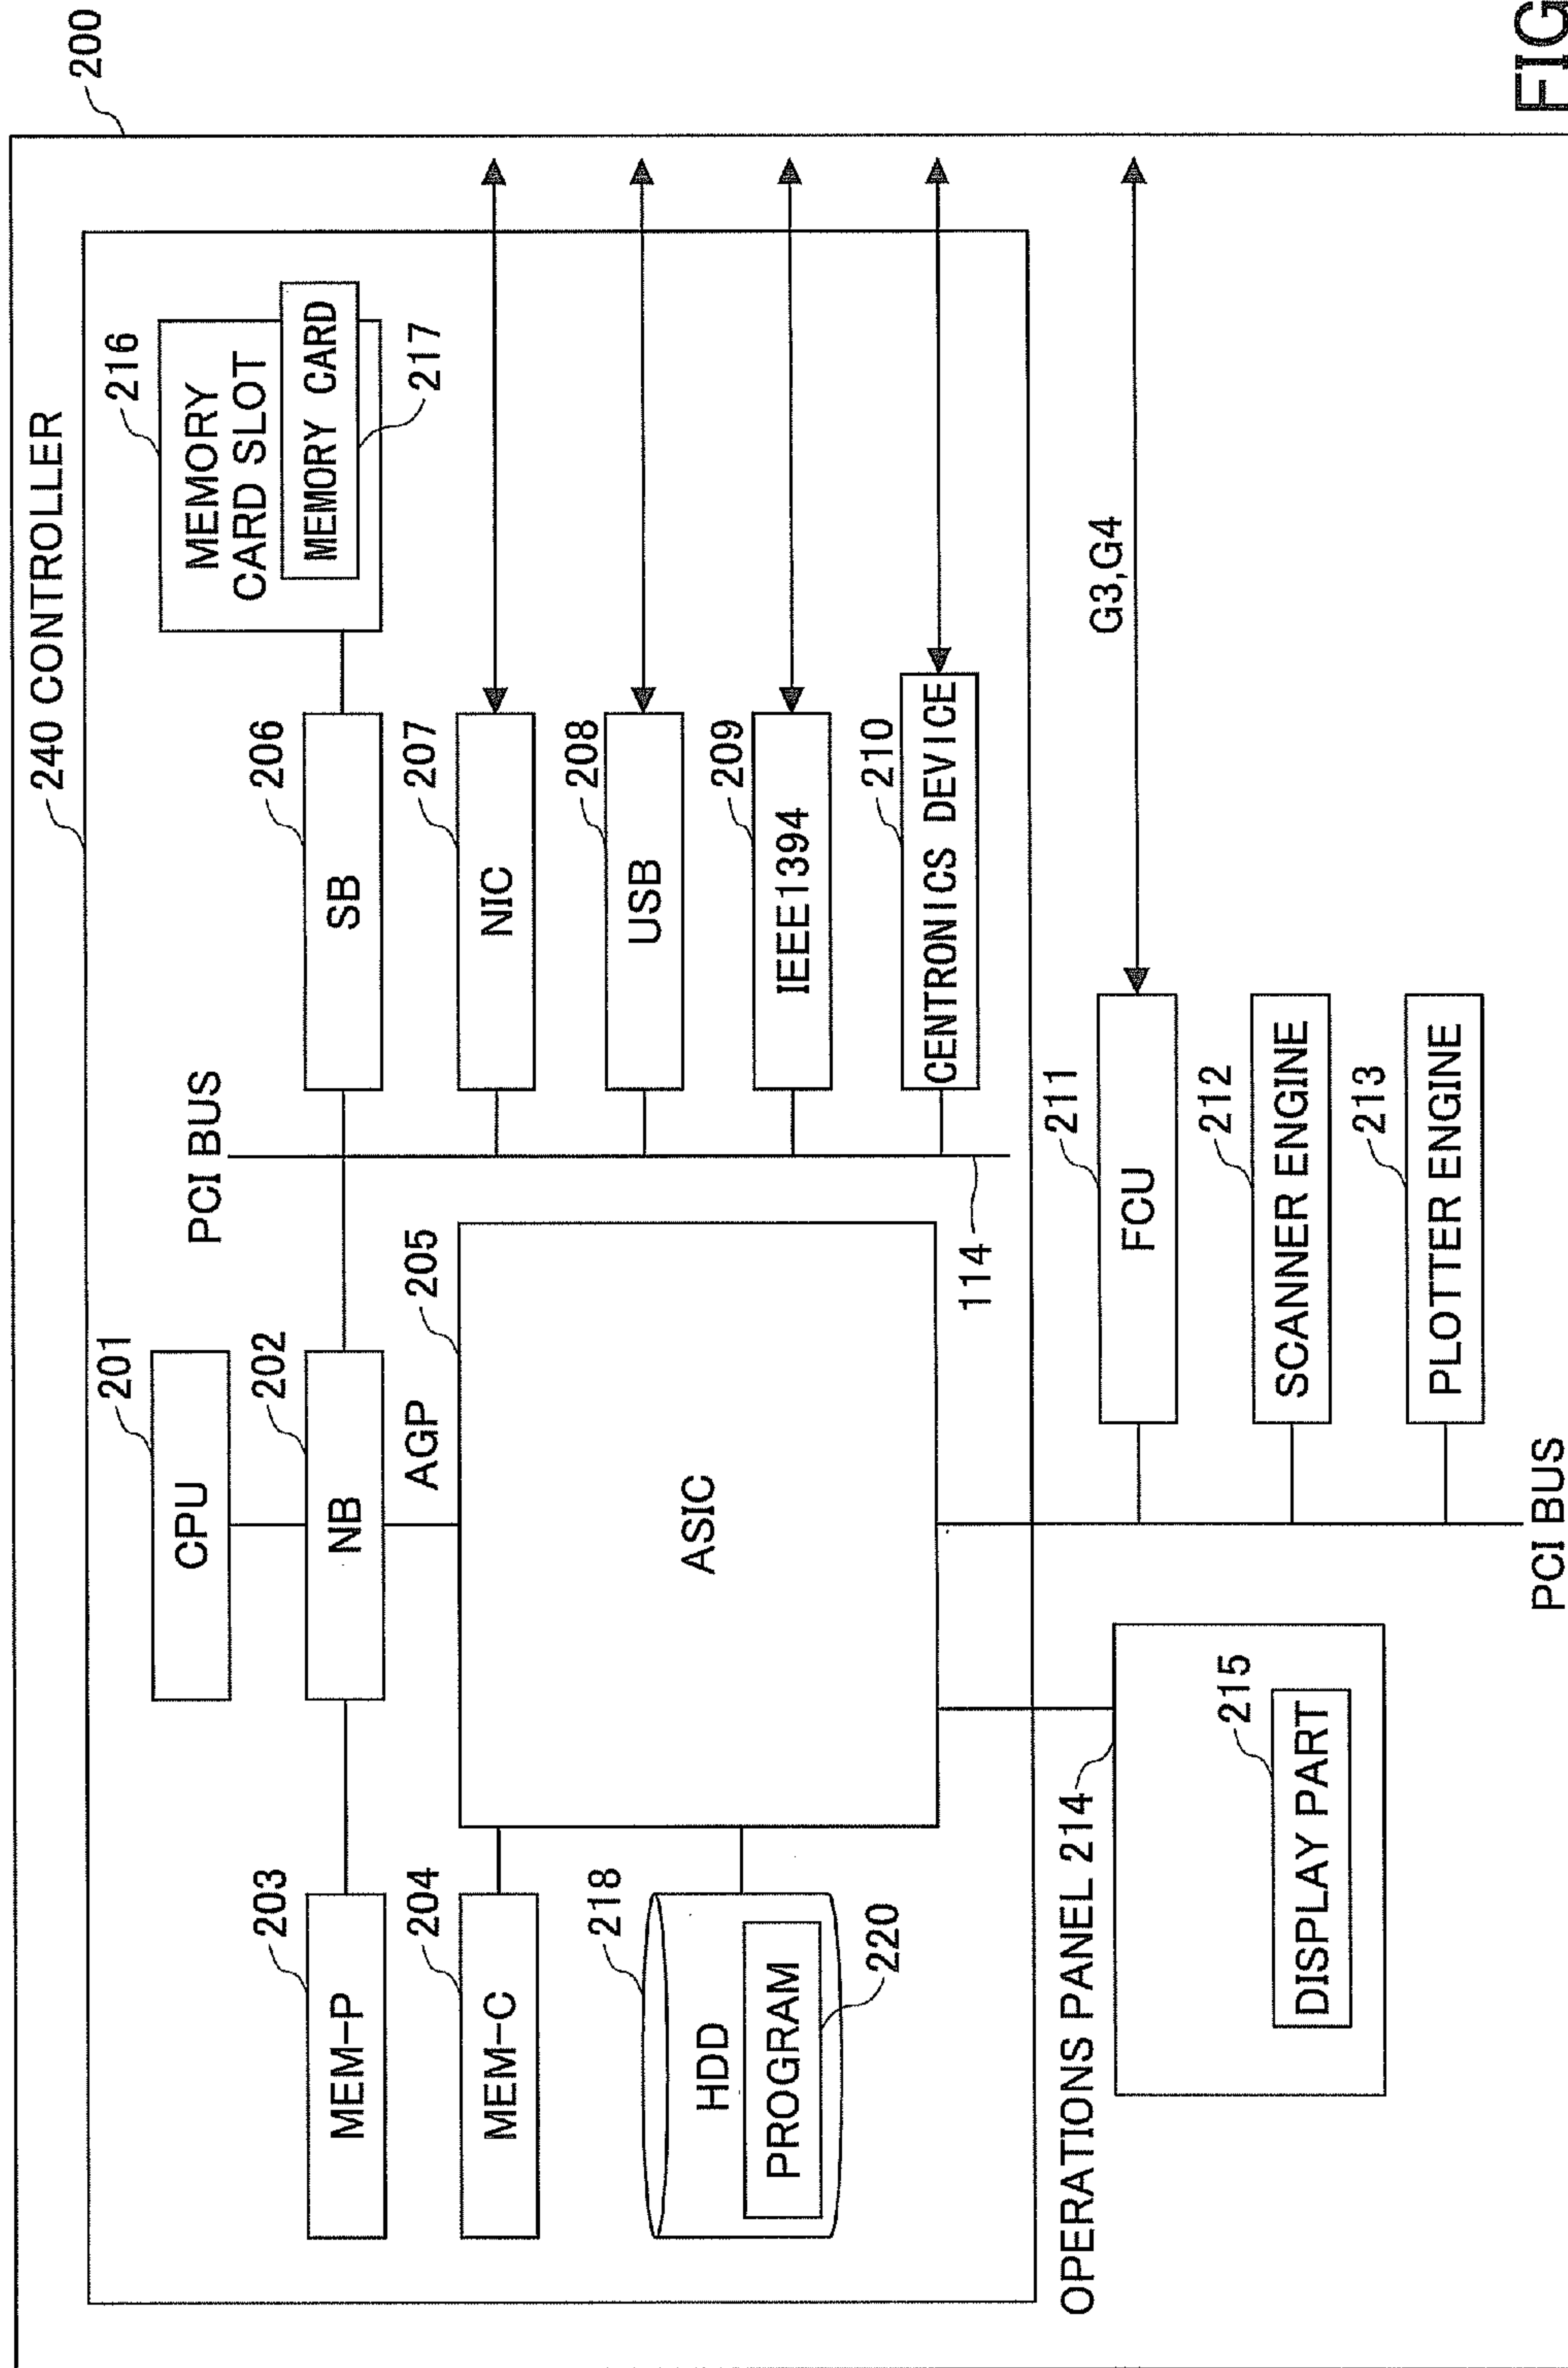 200
240 CONTROLLER
201
CPU
PCI BUS
216
MEMORY
CARD SLOT
MEMORY CARD
217
203
MEM-P
202
NB
206
SB
AGP
204
MEM-C
205
ASIC
207
NIC
218
HDD
PROGRAM
220
208
USB
209
IEEE1394
210
CENTRONICS DEVICE
114
OPERATIONS PANEL 214
215
DISPLAY PART
211
FCU
G3,G4
212
SCANNER ENGINE
213
PLOTTER ENGINE
PCI BUS
FIG